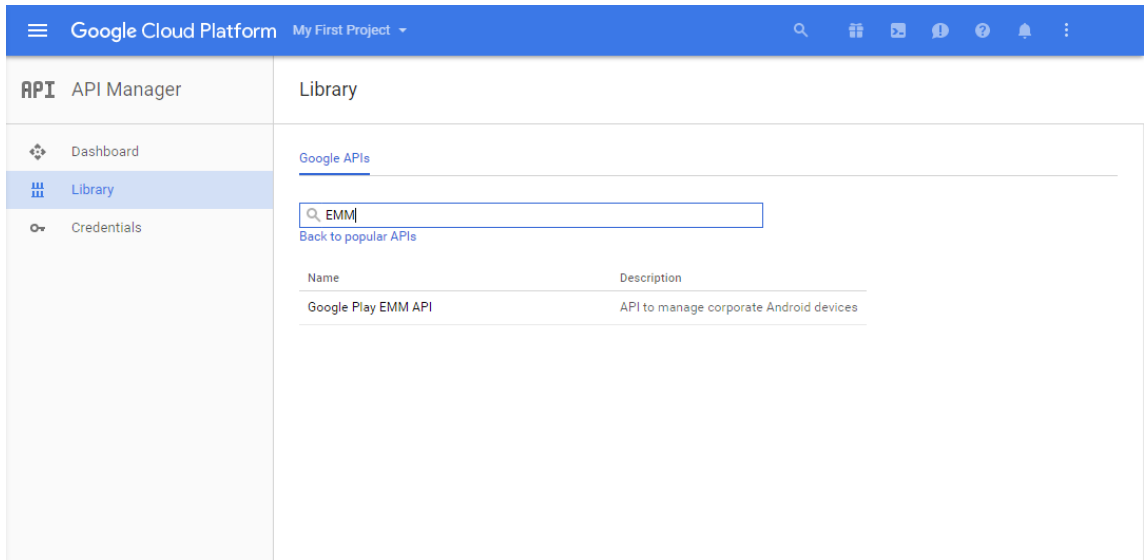 Google Cloud Platform My First Project
API API Manager
Library
Dashboard
Library
Credentials
Google APIs
EMM
Back to popular APIs
Name Description
Google Play EMM API API to manage corporate Android devices